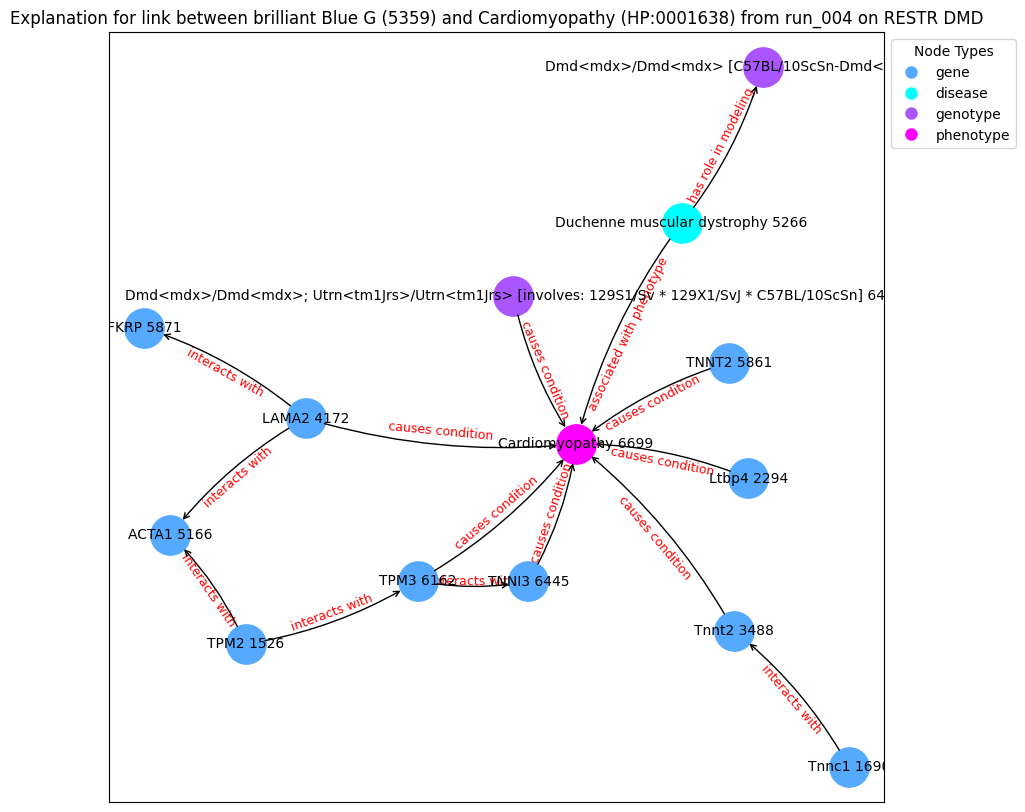 Explanation for link between brilliant Blue G (5359) and Cardiomyopathy (HP:0001638) from run_004 on RESTR DMD
Node Types
gene
disease
genotype
phenotype
Dmd<mdx>/Dmd<mdx> [C57BL/10ScSn-Dmd<
has role in modeling
Duchenne muscular dystrophy 5266
associated with phenotype
Dmd<mdx>/Dmd<mdx>; Utrn<tm1Jrs>/Utrn<tm1Jrs> [involves: 129S1/Sv * 129X1/SvJ * C57BL/10ScSn] 64
causes condition
FKRP 5871
interacts with
TNNT2 5861
causes condition
LAMA2 4172
causes condition
Cardiomyopathy 6699
causes condition
Ltbp4 2294
interacts with
causes condition
causes condition
causes condition
ACTA1 5166
interacts with
TPM3 6162
interacts with
TNNI3 6445
interacts with
TPM2 1526
Tnnt2 3488
interacts with
Tnnc1 1690